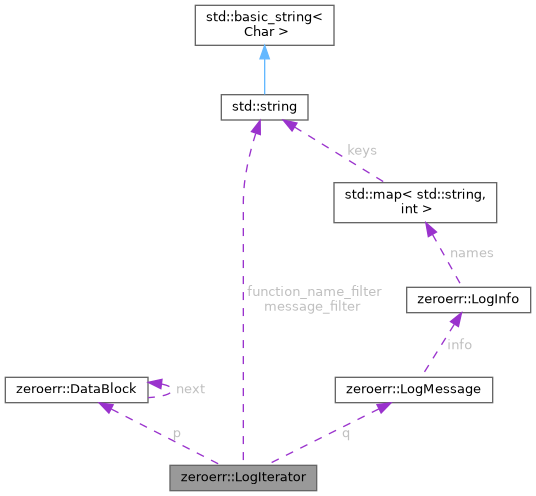 std::basic_string<
Char >
std::string
keys
std::map< std::string,
int >
names
function_name_filter
message_filter
zeroerr::LogInfo
info
zeroerr::DataBlock
next
zeroerr::LogMessage
p
q
zeroerr::LogIterator